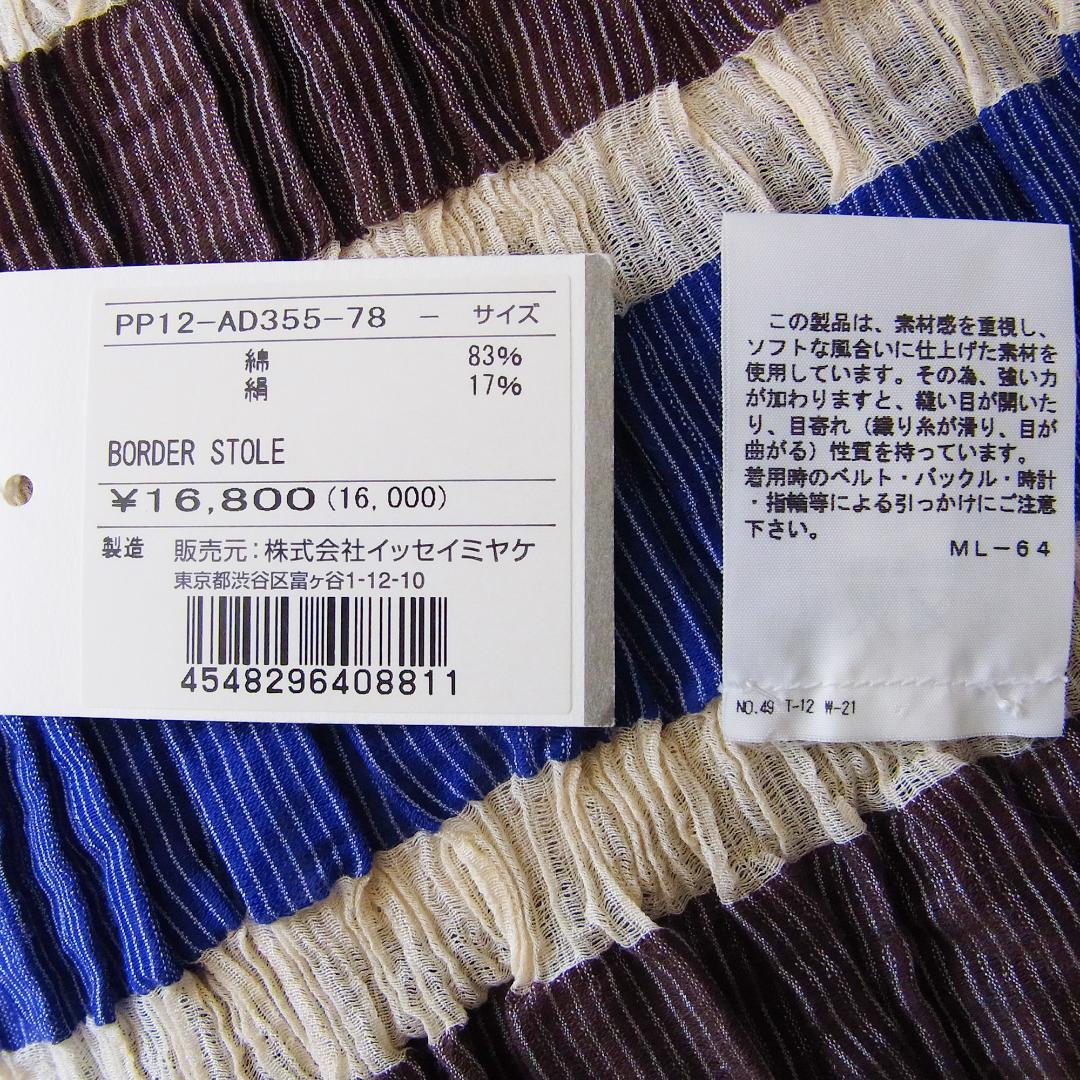 PP12-AD355-78 - サイズ
綿 83%
絹 17%
BORDER STOLE
¥16,800(16,000)
製造 販売元:株式会社イッセイミヤケ
東京都渋谷区富ヶ谷1-12-10
4548296408811
この製品は、素材感を重視し、
ソフトな風合いに仕上げた素材を
使用しています。その為、強い力
が加わりますと、縫い目が開いた
り、目寄れ（織り糸が滑り、目が
曲がる）性質を持っています。
着用時のベルト・バックル・時計
・指輪等による引っかけにご注意
下さい。
ML-64
NO.49 T-12 W-21